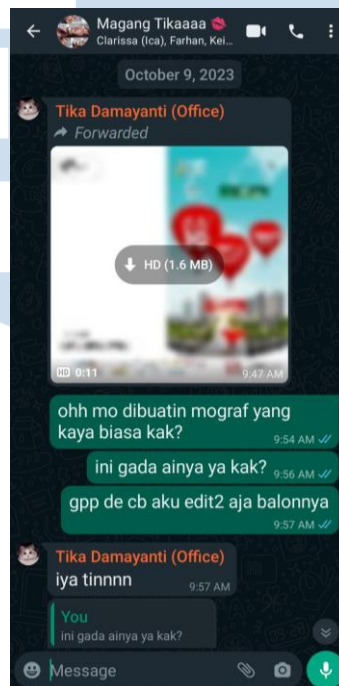 Magang Tikaaaa 💋
Clarissa (Ica), Farhan, Kei...
October 9, 2023
Tika Damayanti (Office)
Forwarded
HD (1.6 MB)
HD 0:11
9:47 AM
ohh mo dibuatin mograf yang
kaya biasa kak?
9:54 AM
ini gada ainya ya kak?
9:56 AM
gpp de cb aku edit2 aja balonnya
9:57 AM
Tika Damayanti (Office)
iya tinnnn
9:57 AM
You
ini gada ainya ya kak?
Message